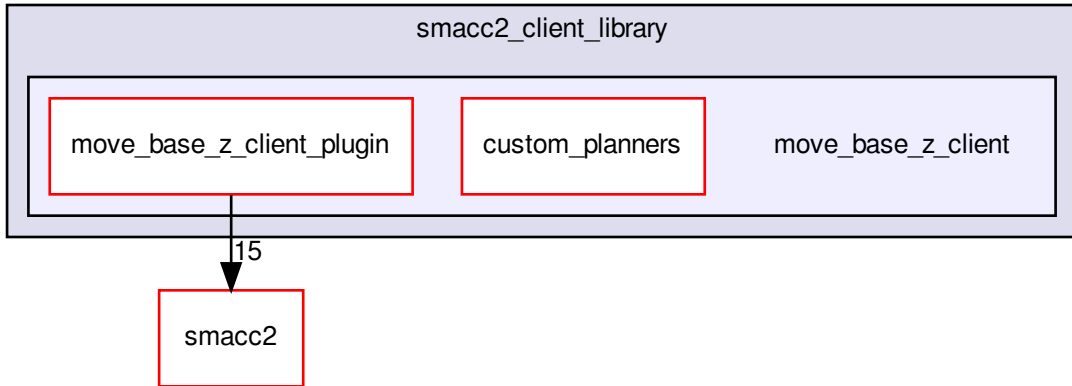 smacc2_client_library
move_base_z_client_plugin
custom_planners
move_base_z_client
15
smacc2